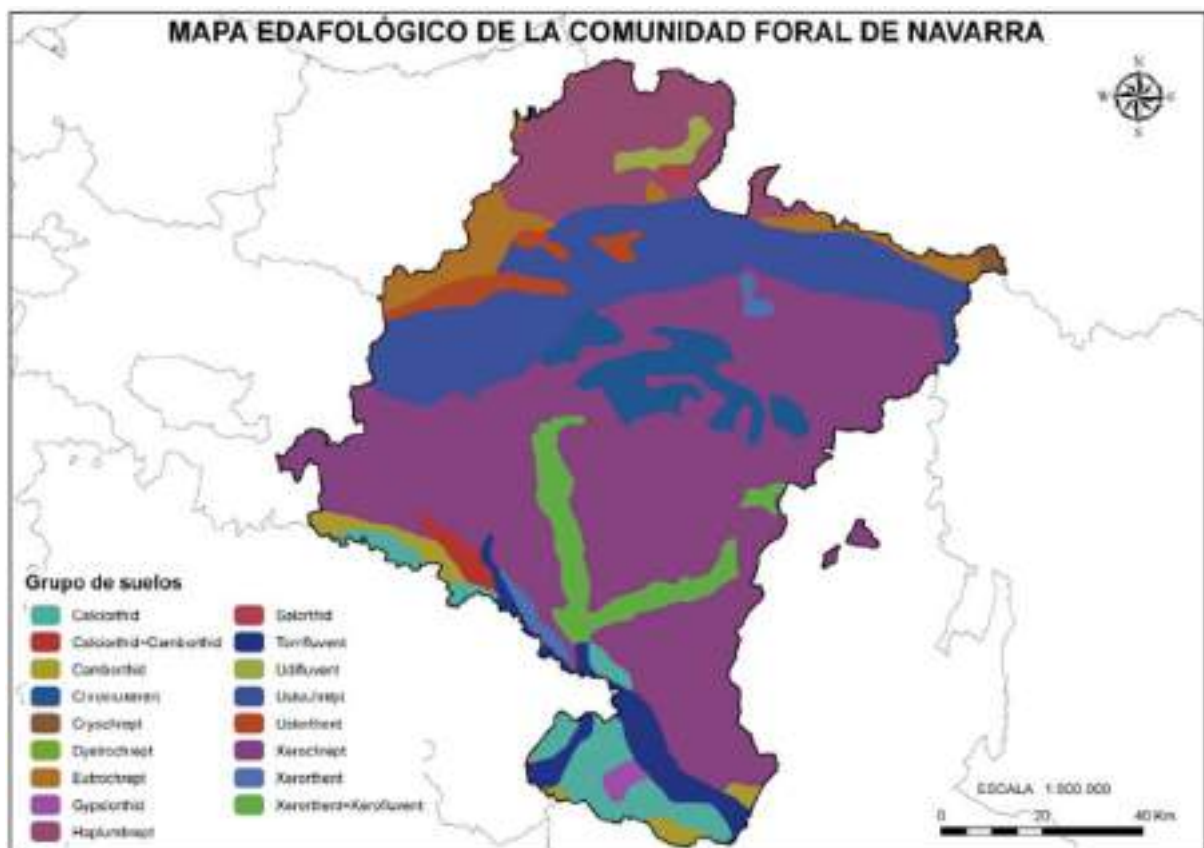 MAPA EDAFOLÓGICO DE LA COMUNIDAD FORAL DE NAVARRA
N
W E
S
Grupo de suelos
Calciorthid
Calciorthid+Camborthid
Camborthid
Cryochrept
Dystrochrept
Eutrochrept
Gypsiorthid
Haplumbrept
Salorthid
Torrifluvent
Udifluvent
Ustochrept
Ustorthent
Xerochrept
Xerorthent
Xerorthent+Xerofluvent
ESCALA 1:800.000
0 20 40 Km.